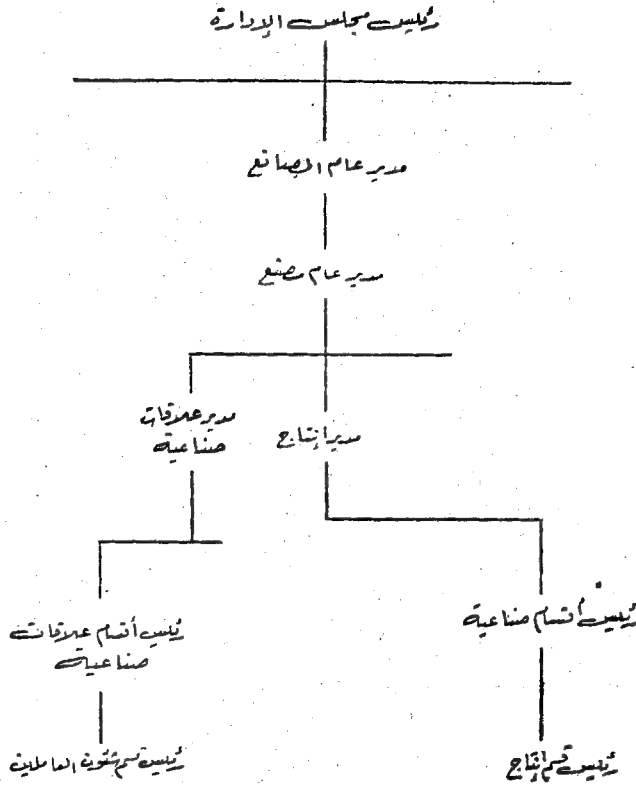 رئيس مجلس الإدارة
مدير عام المصانع
مدير عام مصنع
مدير علاقات
صناعية
مدير إنتاج
رئيس أقسام صناعية
رئيس أقسام علاقات
صناعية
رئيس قسم إنتاج
رئيس قسم شئون العاملين